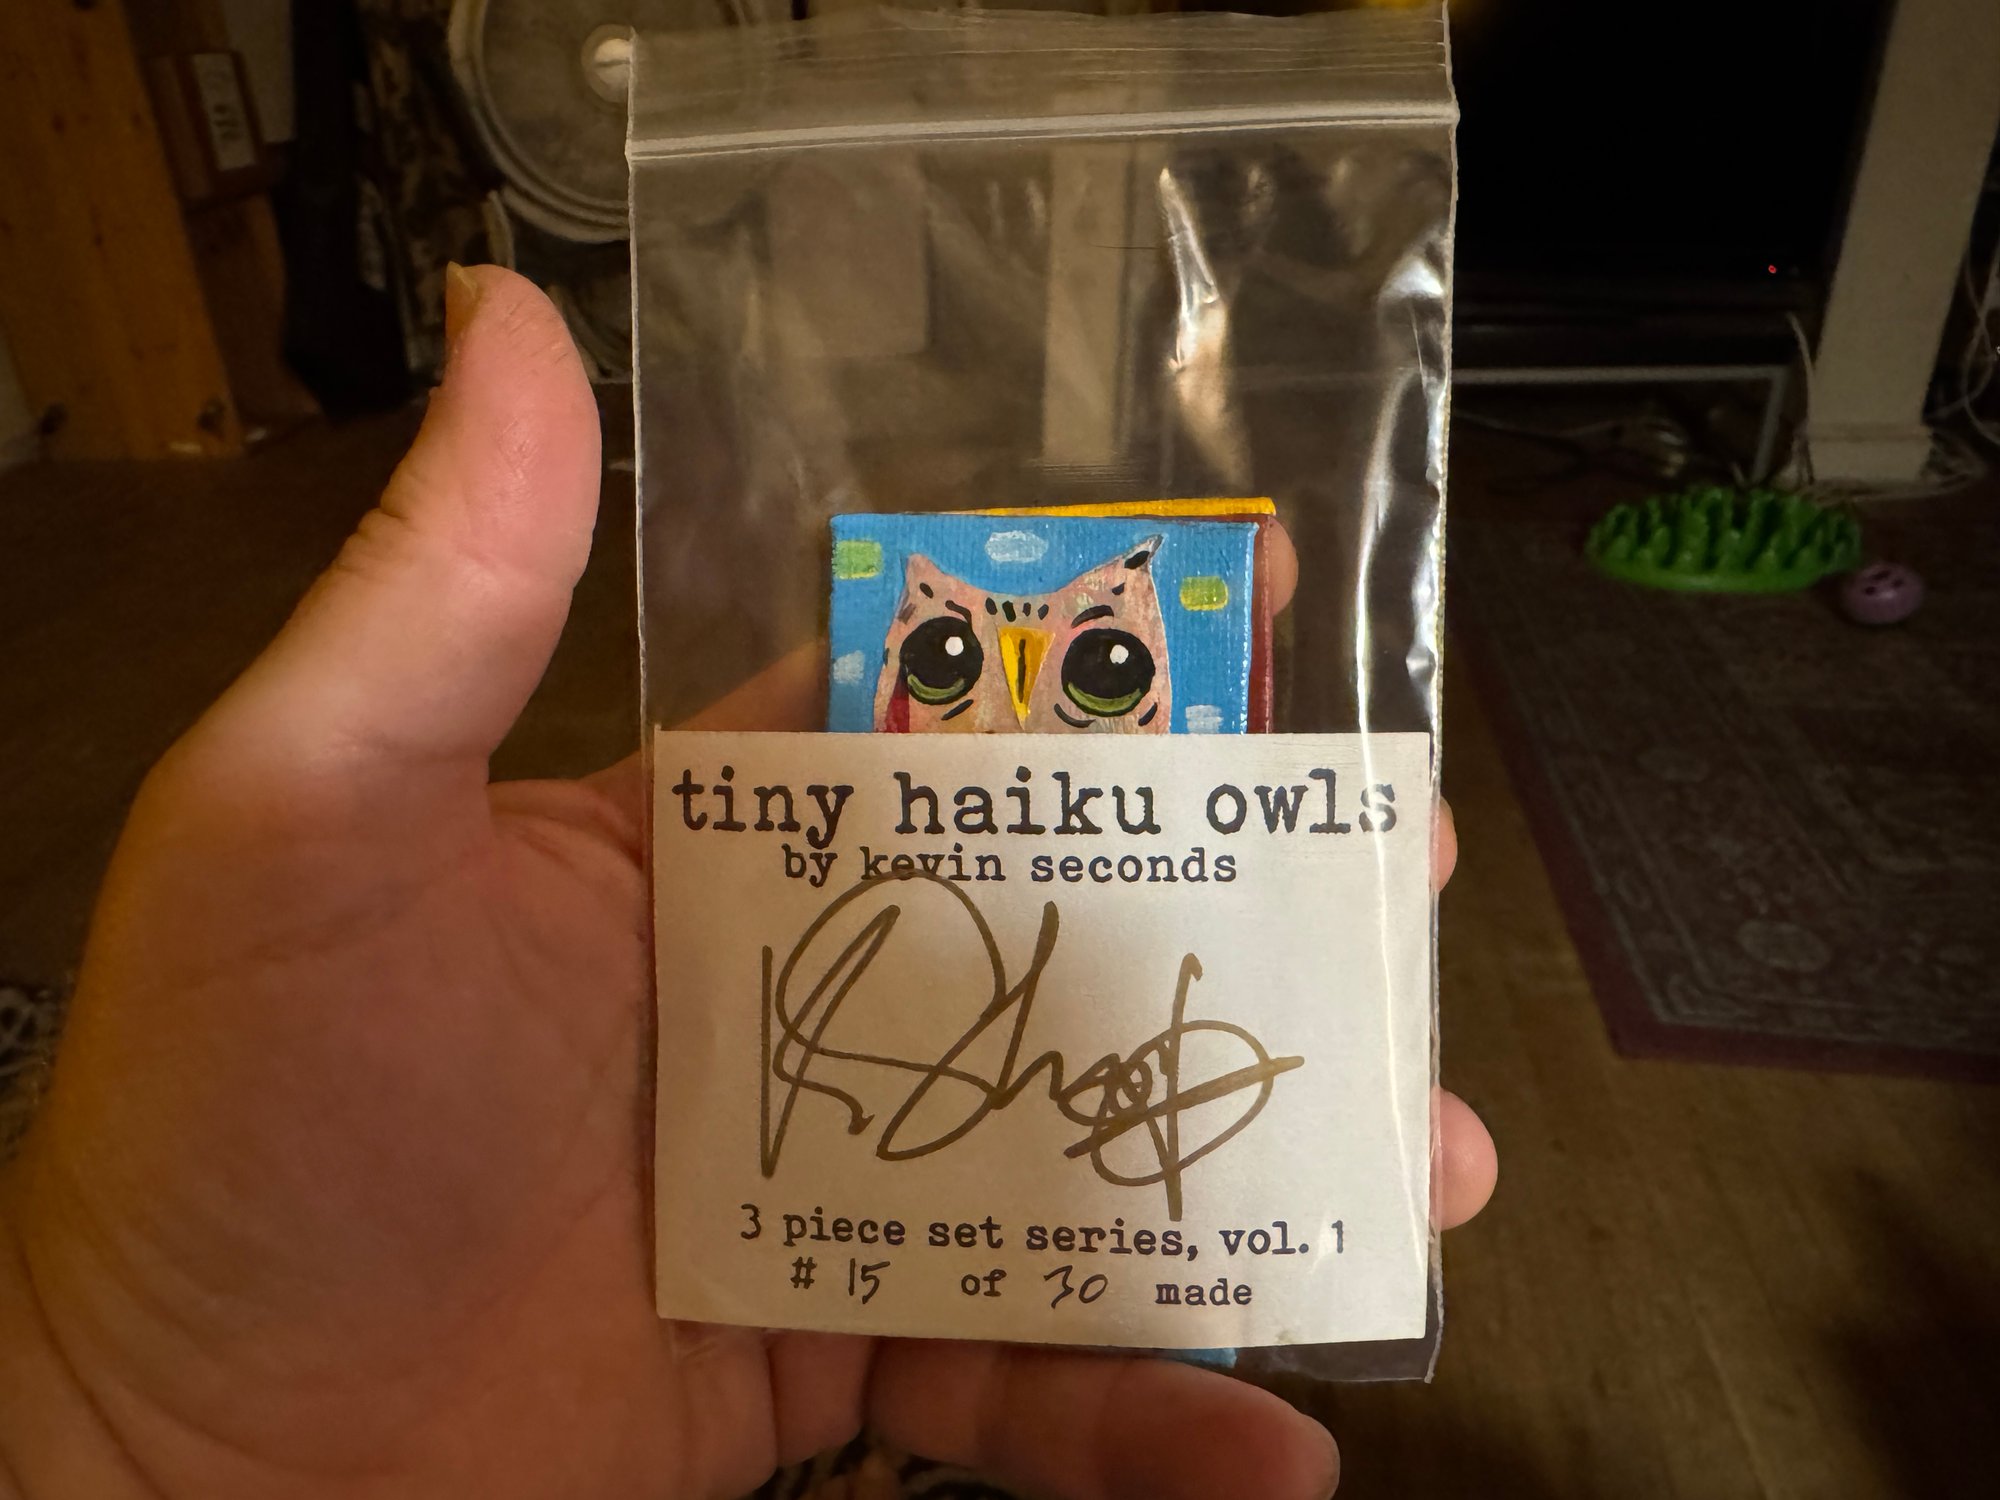 tiny haiku owls
by kevin seconds
3 piece set series, vol. 1
# 15 of 30 made